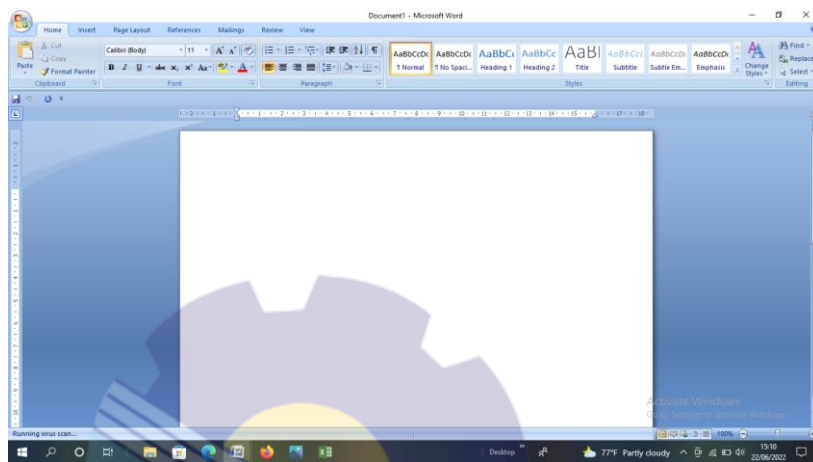 Document1 - Microsoft Word
Home Insert Page Layout References Mailings Review View
Paste
Cut
Copy
Format Painter
Clipboard
Calibri (Body) 11
Font
Paragraph
AaBbCcDc AaBbCcDc AaBbCc AaBbCc AaBl AaBbCcl AaBbCcDc AaBbCcDc
¶ Normal ¶ No Spaci... Heading 1 Heading 2 Title Subtitle Subtle Em... Emphasis
Change Styles
Styles
Find
Replace
Select
Editing
Activate Windows
Go to Settings to activate Windows.
Running virus scan...
100%
Desktop
77°F Partly cloudy
15:10
22/06/2022